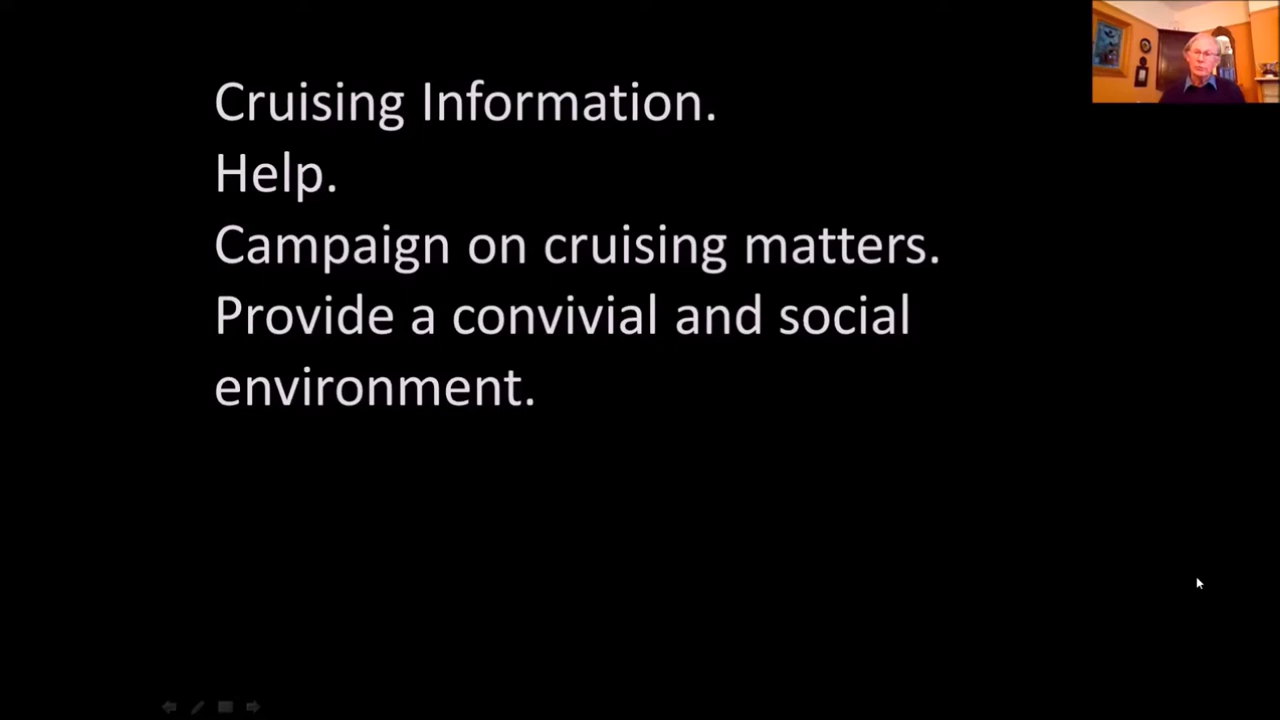 Cruising Information.
Help.
Campaign on cruising matters.
Provide a convivial and social
environment.